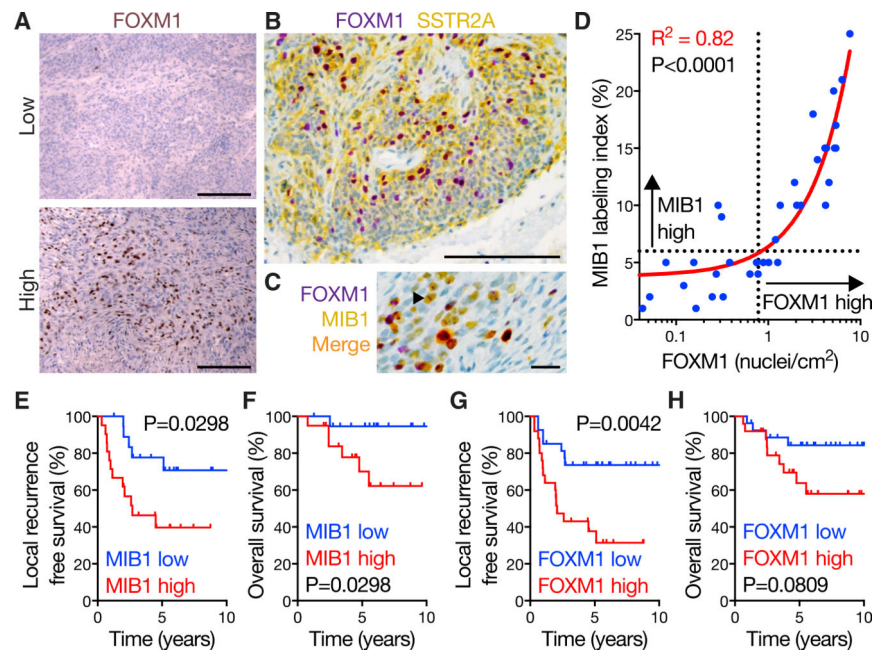 A
FOXM1
Low
High
B
FOXM1 SSTR2A
C
FOXM1
MIB1
Merge
D
R² = 0.82
P<0.0001
MIB1 labeling index (%)
25
20
15
10
5
0
MIB1
high
FOXM1 high
0.1
1
10
FOXM1 (nuclei/cm²)
E
P=0.0298
Local recurrence
free survival (%)
100
80
60
40
20
0
MIB1 low
MIB1 high
0
5
10
Time (years)
F
Overall survival (%)
100
80
60
40
20
0
MIB1 low
MIB1 high
P=0.0298
0
5
10
Time (years)
G
P=0.0042
Local recurrence
free survival (%)
100
80
60
40
20
0
FOXM1 low
FOXM1 high
0
5
10
Time (years)
H
Overall survival (%)
100
80
60
40
20
0
FOXM1 low
FOXM1 high
P=0.0809
0
5
10
Time (years)